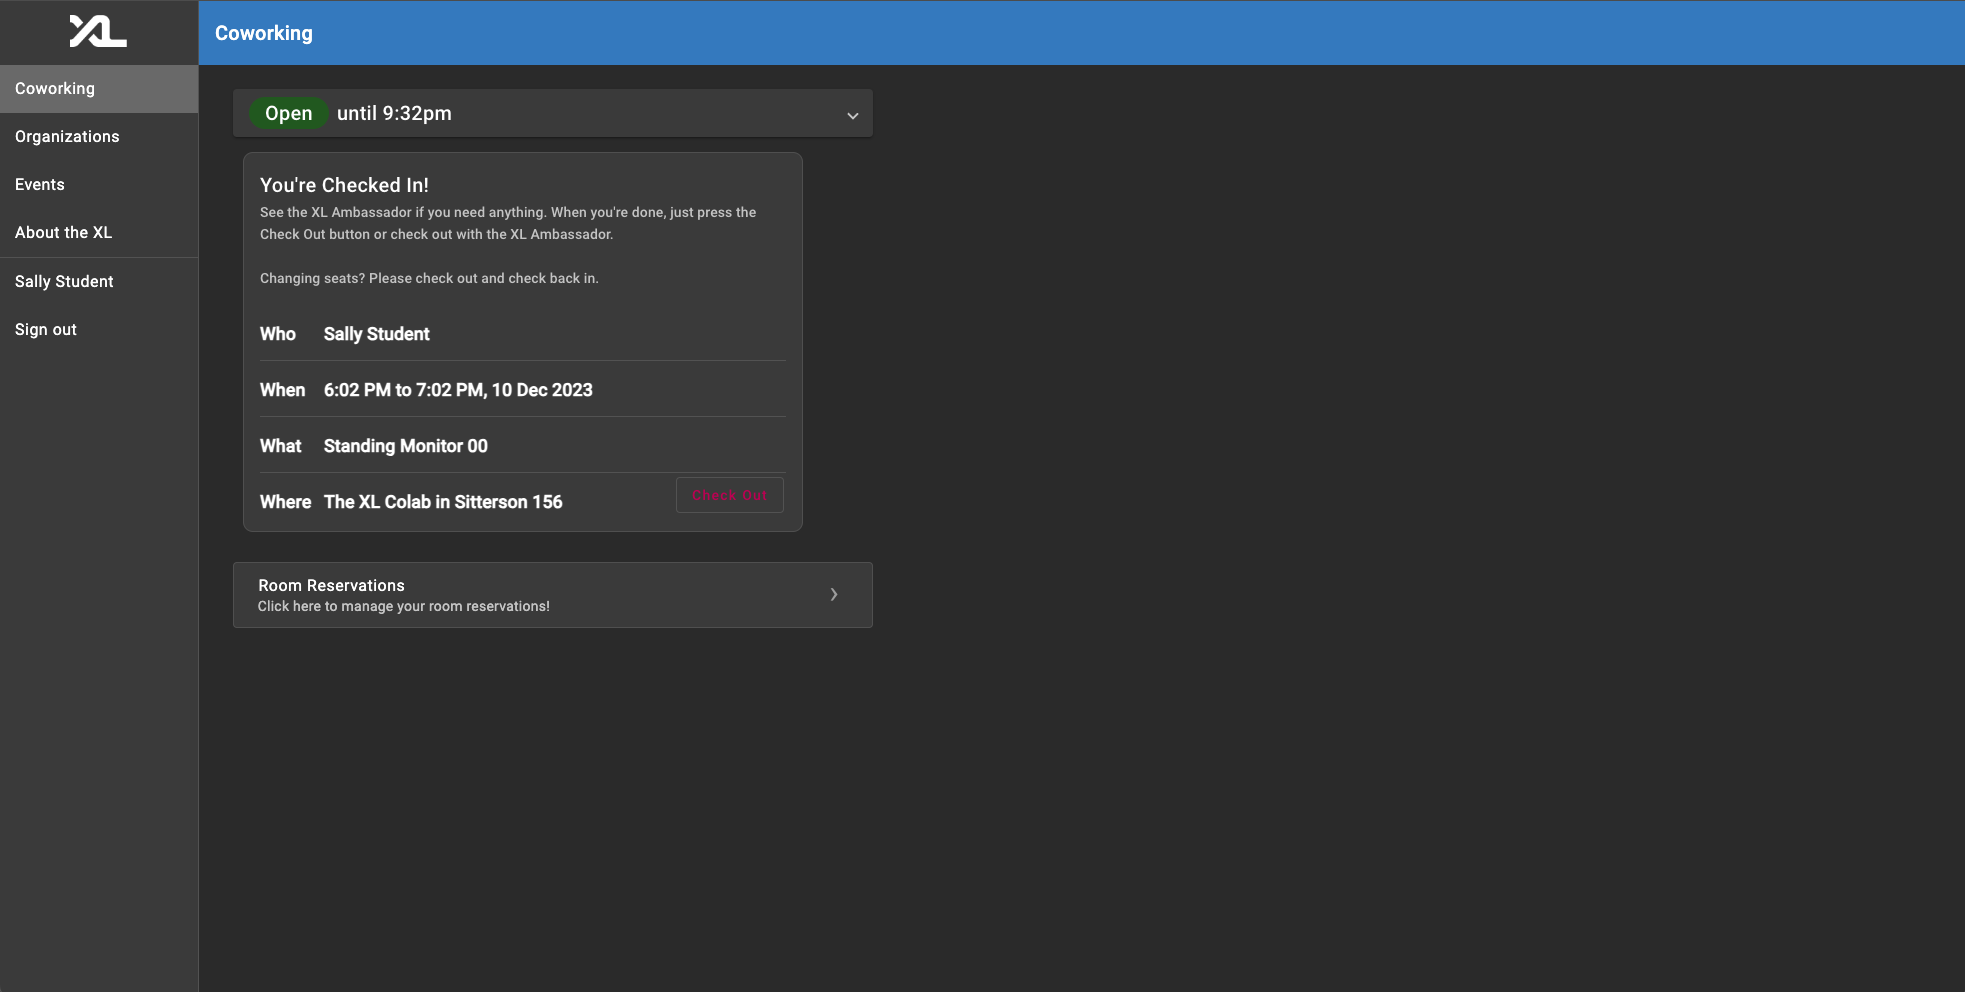 XL
Coworking
Coworking
Organizations
Events
About the XL
Sally Student
Sign out
Open until 9:32pm
You're Checked In!
See the XL Ambassador if you need anything. When you're done, just press the
Check Out button or check out with the XL Ambassador.
Changing seats? Please check out and check back in.
Who Sally Student
When 6:02 PM to 7:02 PM, 10 Dec 2023
What Standing Monitor 00
Where The XL Colab in Sitterson 156
Check Out
Room Reservations
Click here to manage your room reservations!